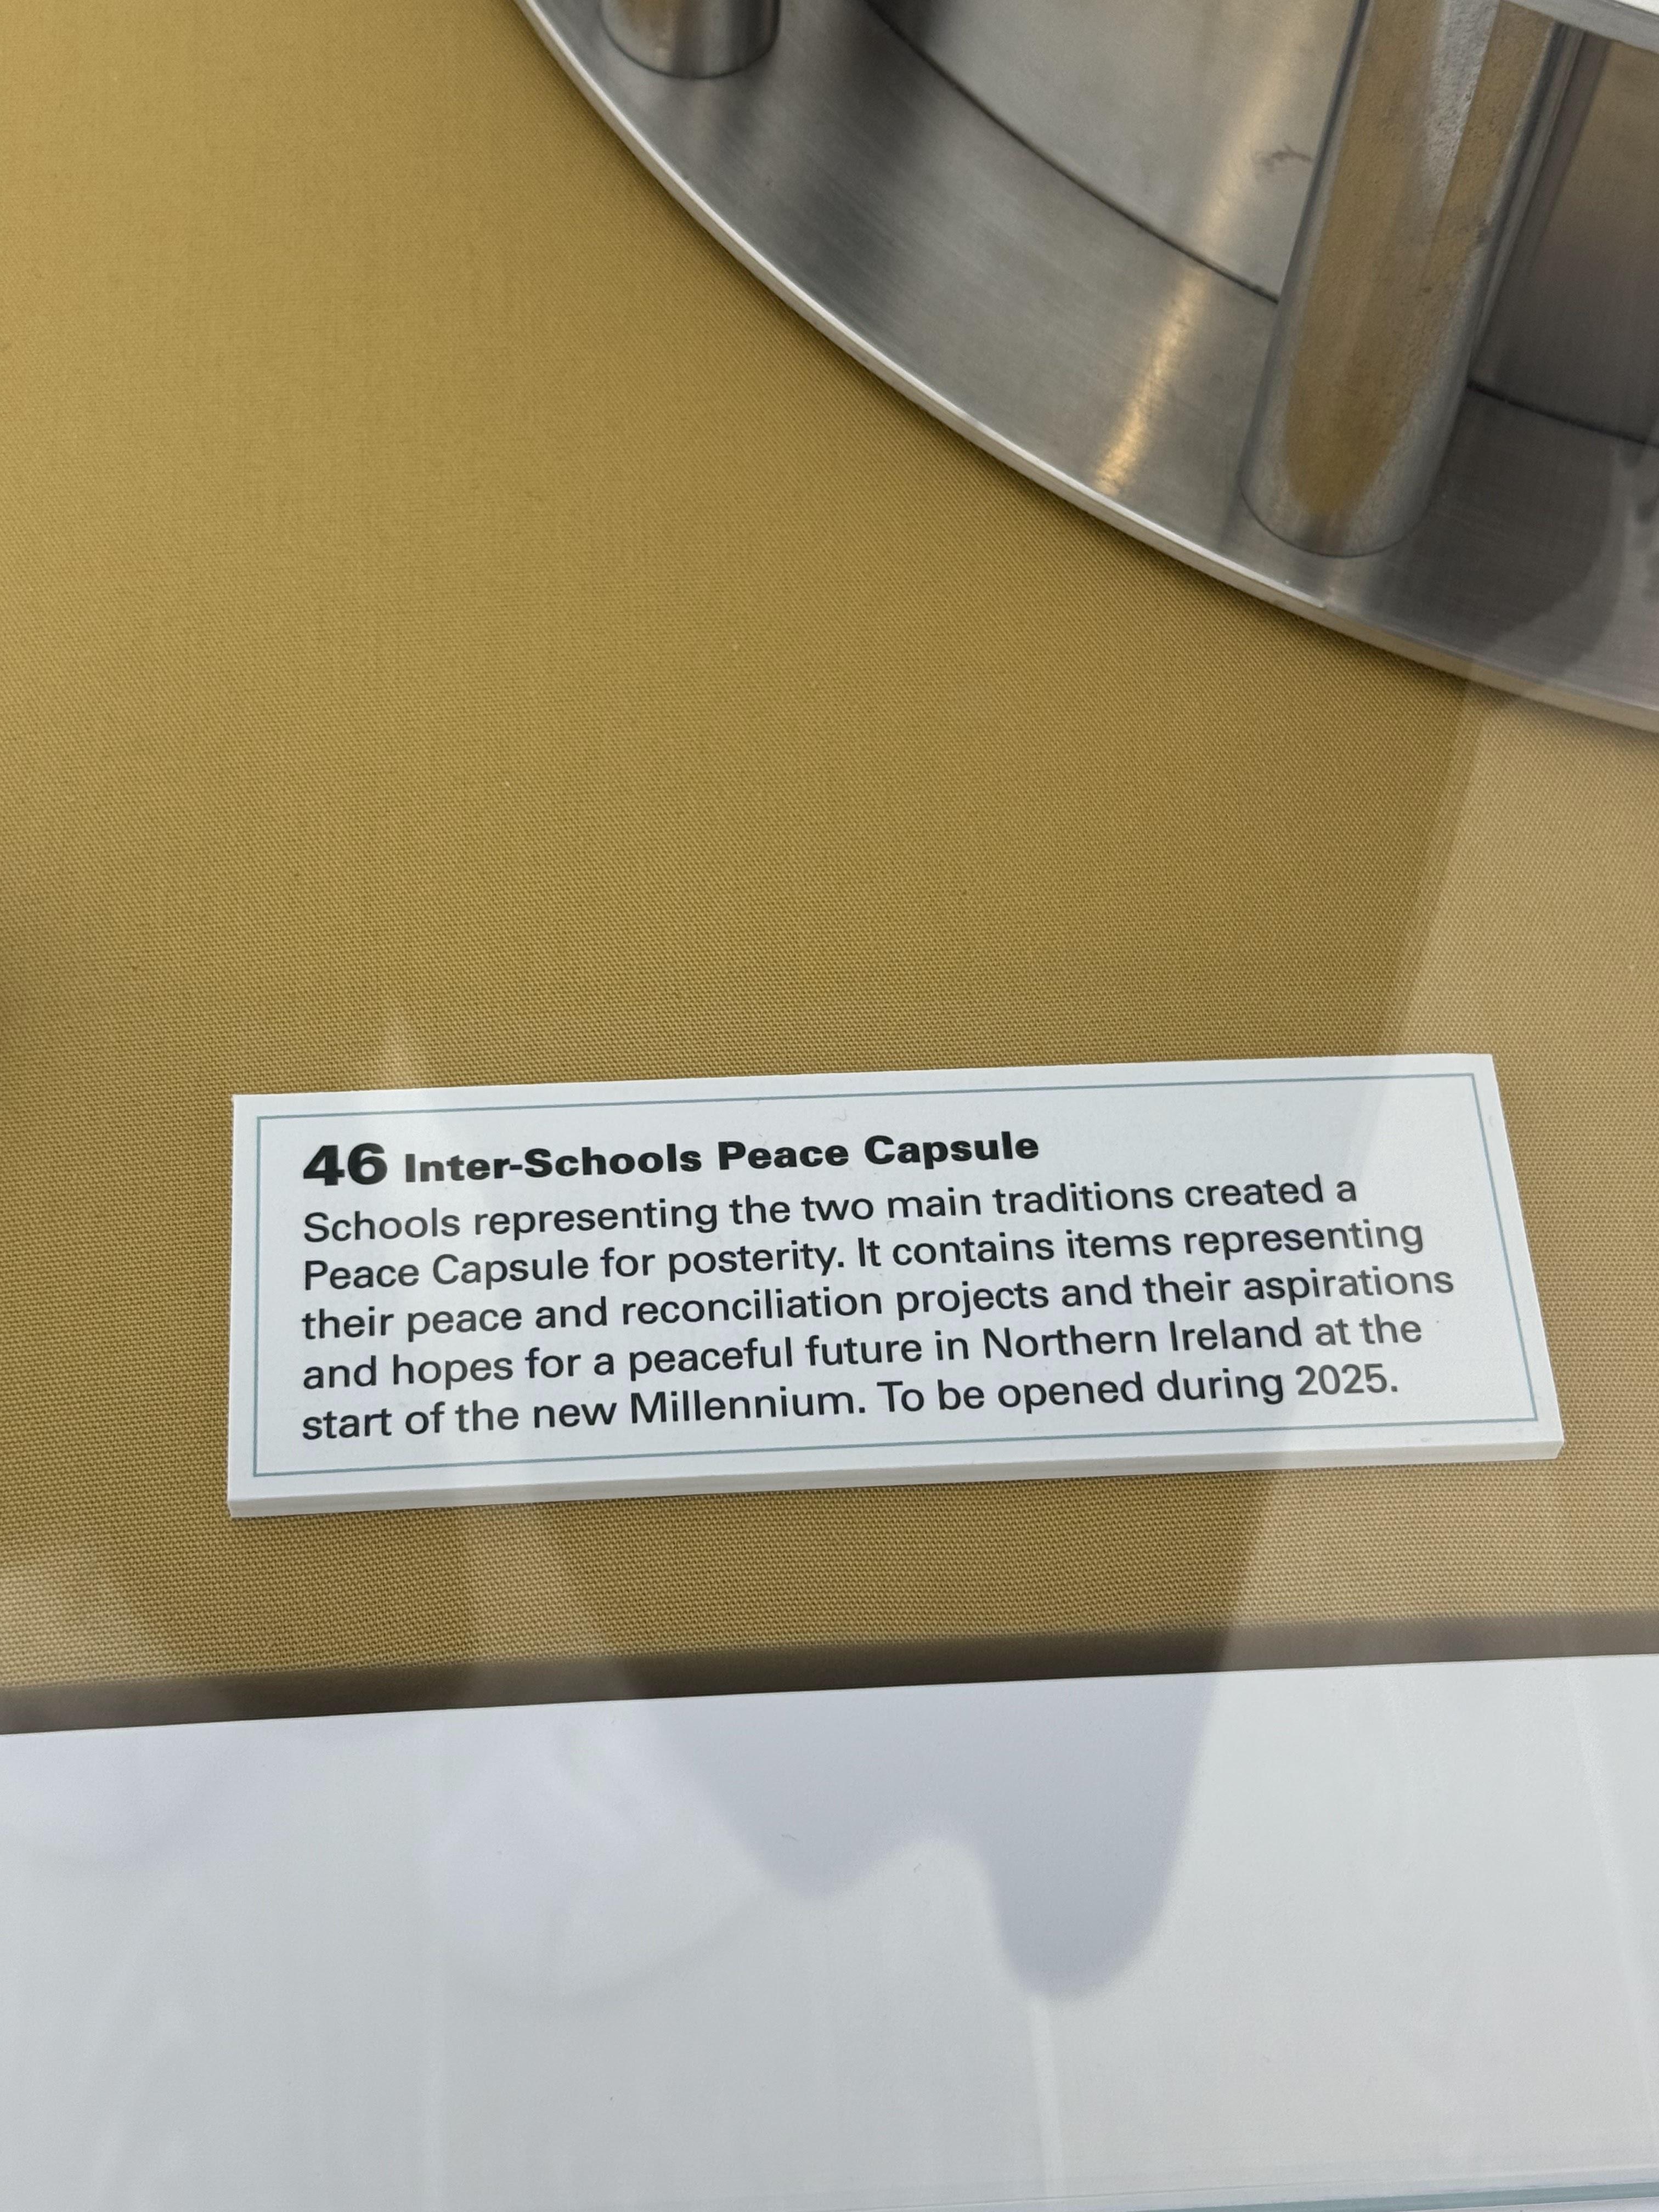 46 Inter-Schools Peace Capsule
Schools representing the two main traditions created a
Peace Capsule for posterity. It contains items representing
their peace and reconciliation projects and their aspirations
and hopes for a peaceful future in Northern Ireland at the
start of the new Millennium. To be opened during 2025.